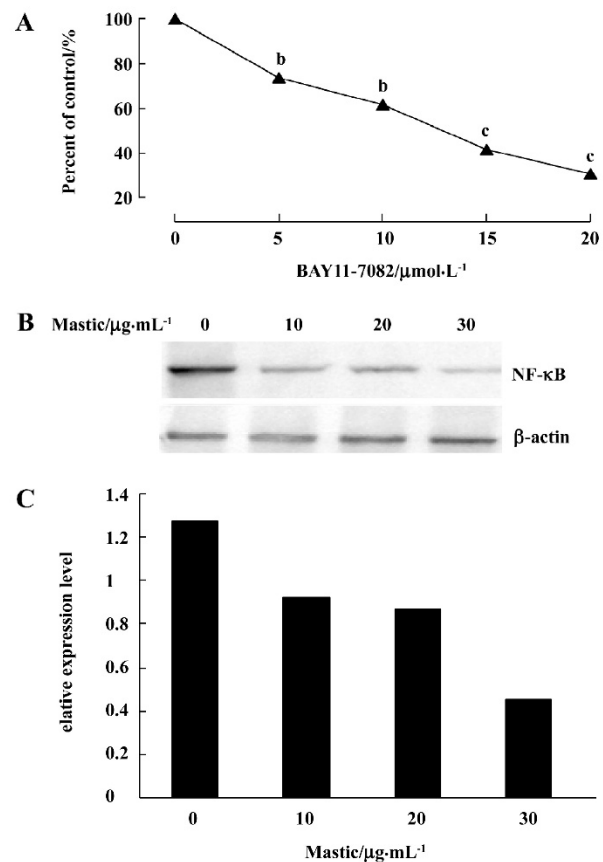 A
Percent of control/%
100
80
60
40
20
b
b
c
c
0 5 10 15 20
BAY11-7082/μmol·L⁻¹
B
Mastic/μg·mL⁻¹ 0 10 20 30
NF-κB
β-actin
C
elative expression level
1.4
1.2
1
0.8
0.6
0.4
0.2
0
0 10 20 30
Mastic/μg·mL⁻¹